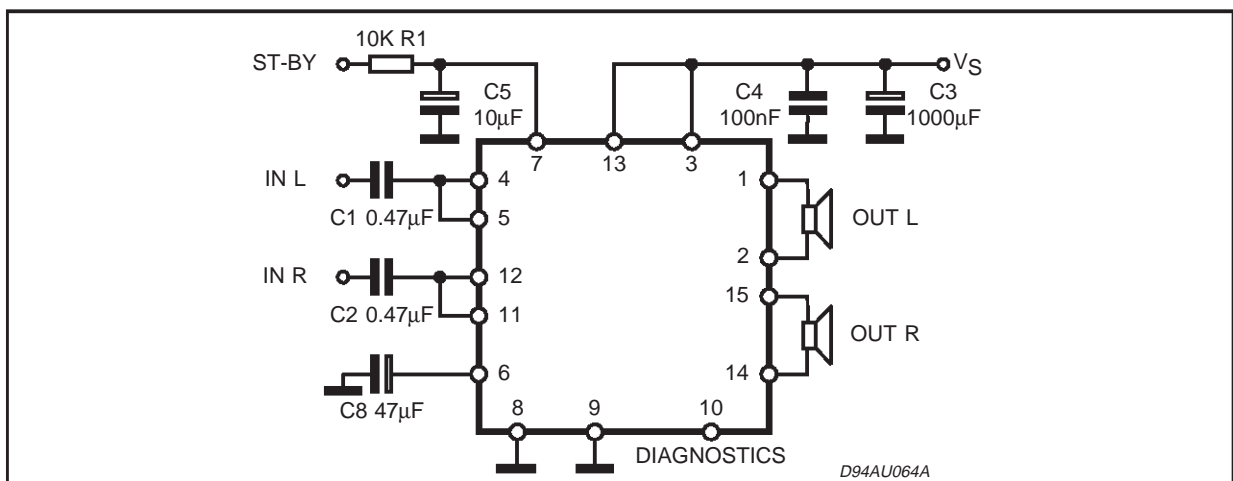 10K R1
ST-BY
C5
10µF
C4
100nF
C3
1000µF
VS
7
13
3
IN L
C1 0.47µF
4
5
IN R
C2 0.47µF
12
11
C8 47µF
6
1
2
OUT L
15
14
OUT R
8
9
10
DIAGNOSTICS
D94AU064A